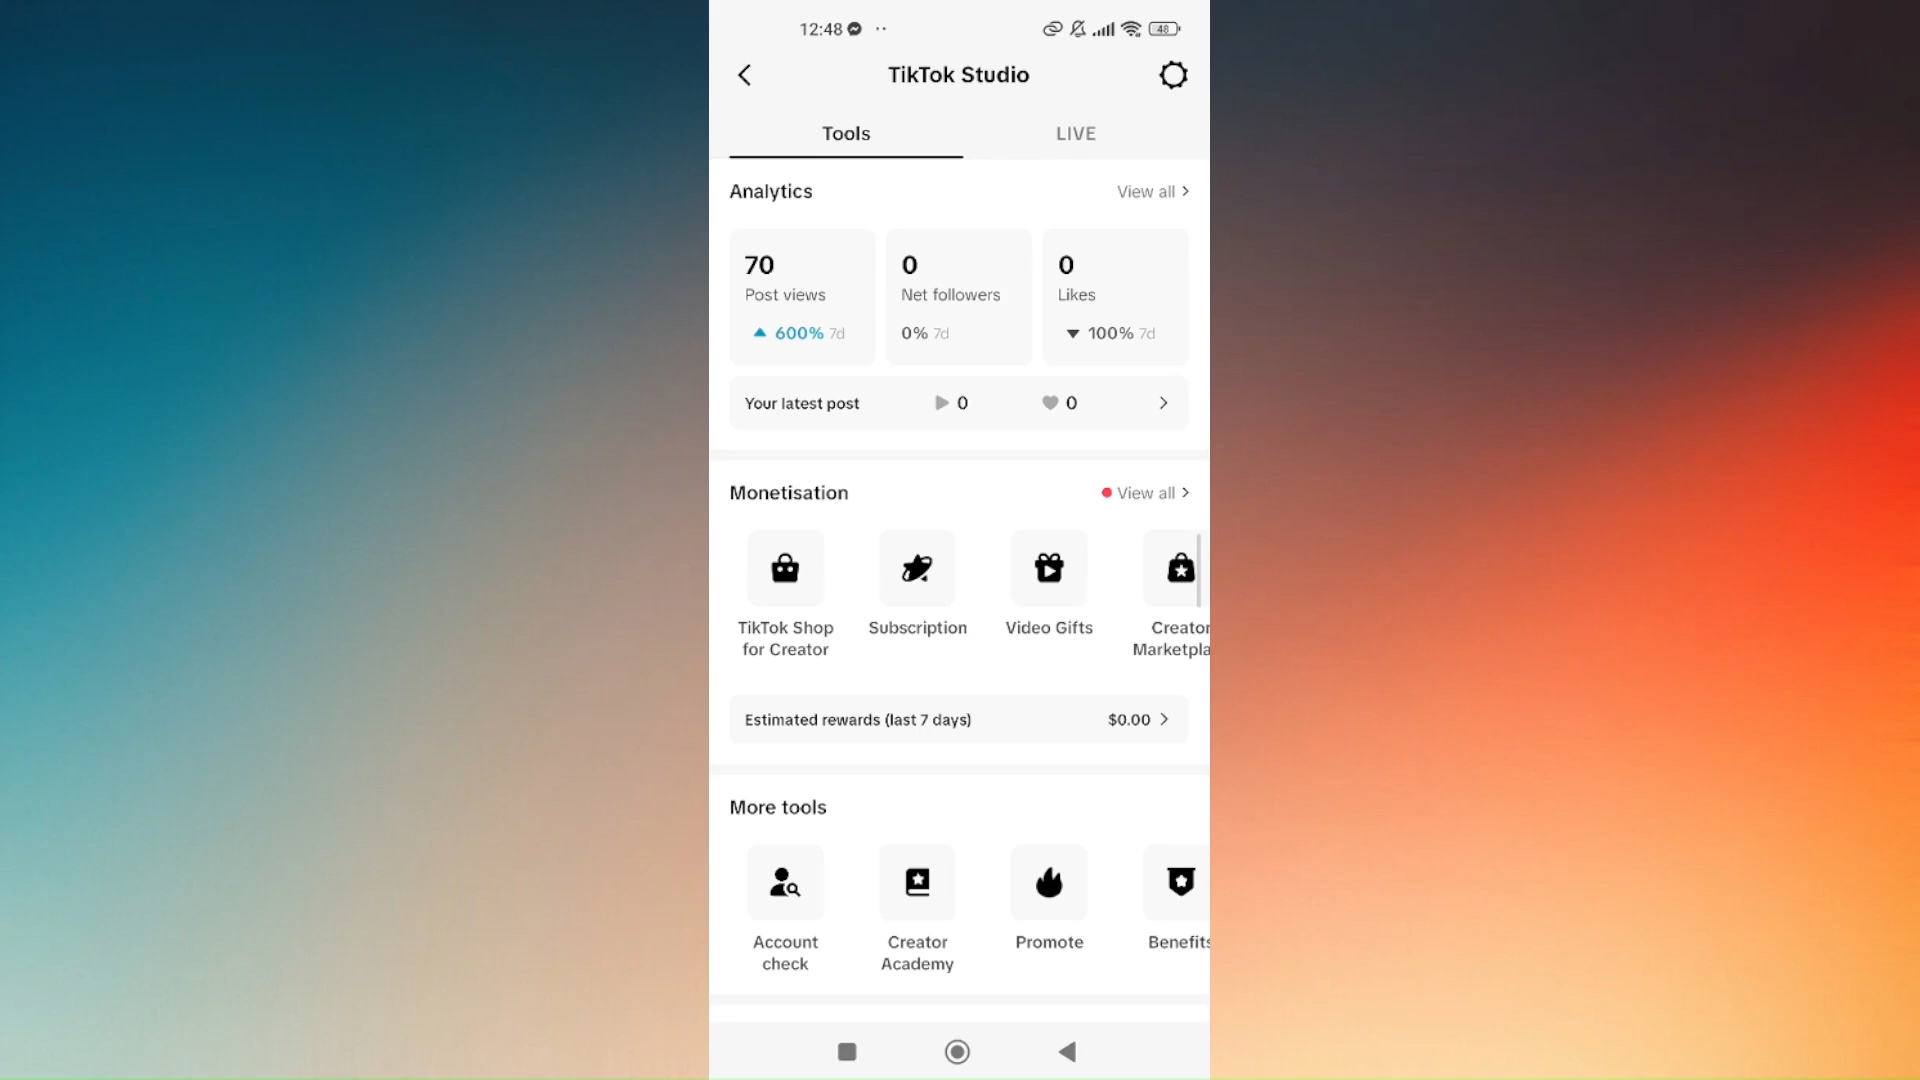 12:48
48
TikTok Studio
Tools
LIVE
Analytics
View all
70
Post views
600% 7d
0
Net followers
0% 7d
0
Likes
100% 7d
Your latest post
0
0
Monetisation
View all
TikTok Shop
for Creator
Subscription
Video Gifts
Creator
Marketpla
Estimated rewards (last 7 days)
$0.00
More tools
Account
check
Creator
Academy
Promote
Benefits